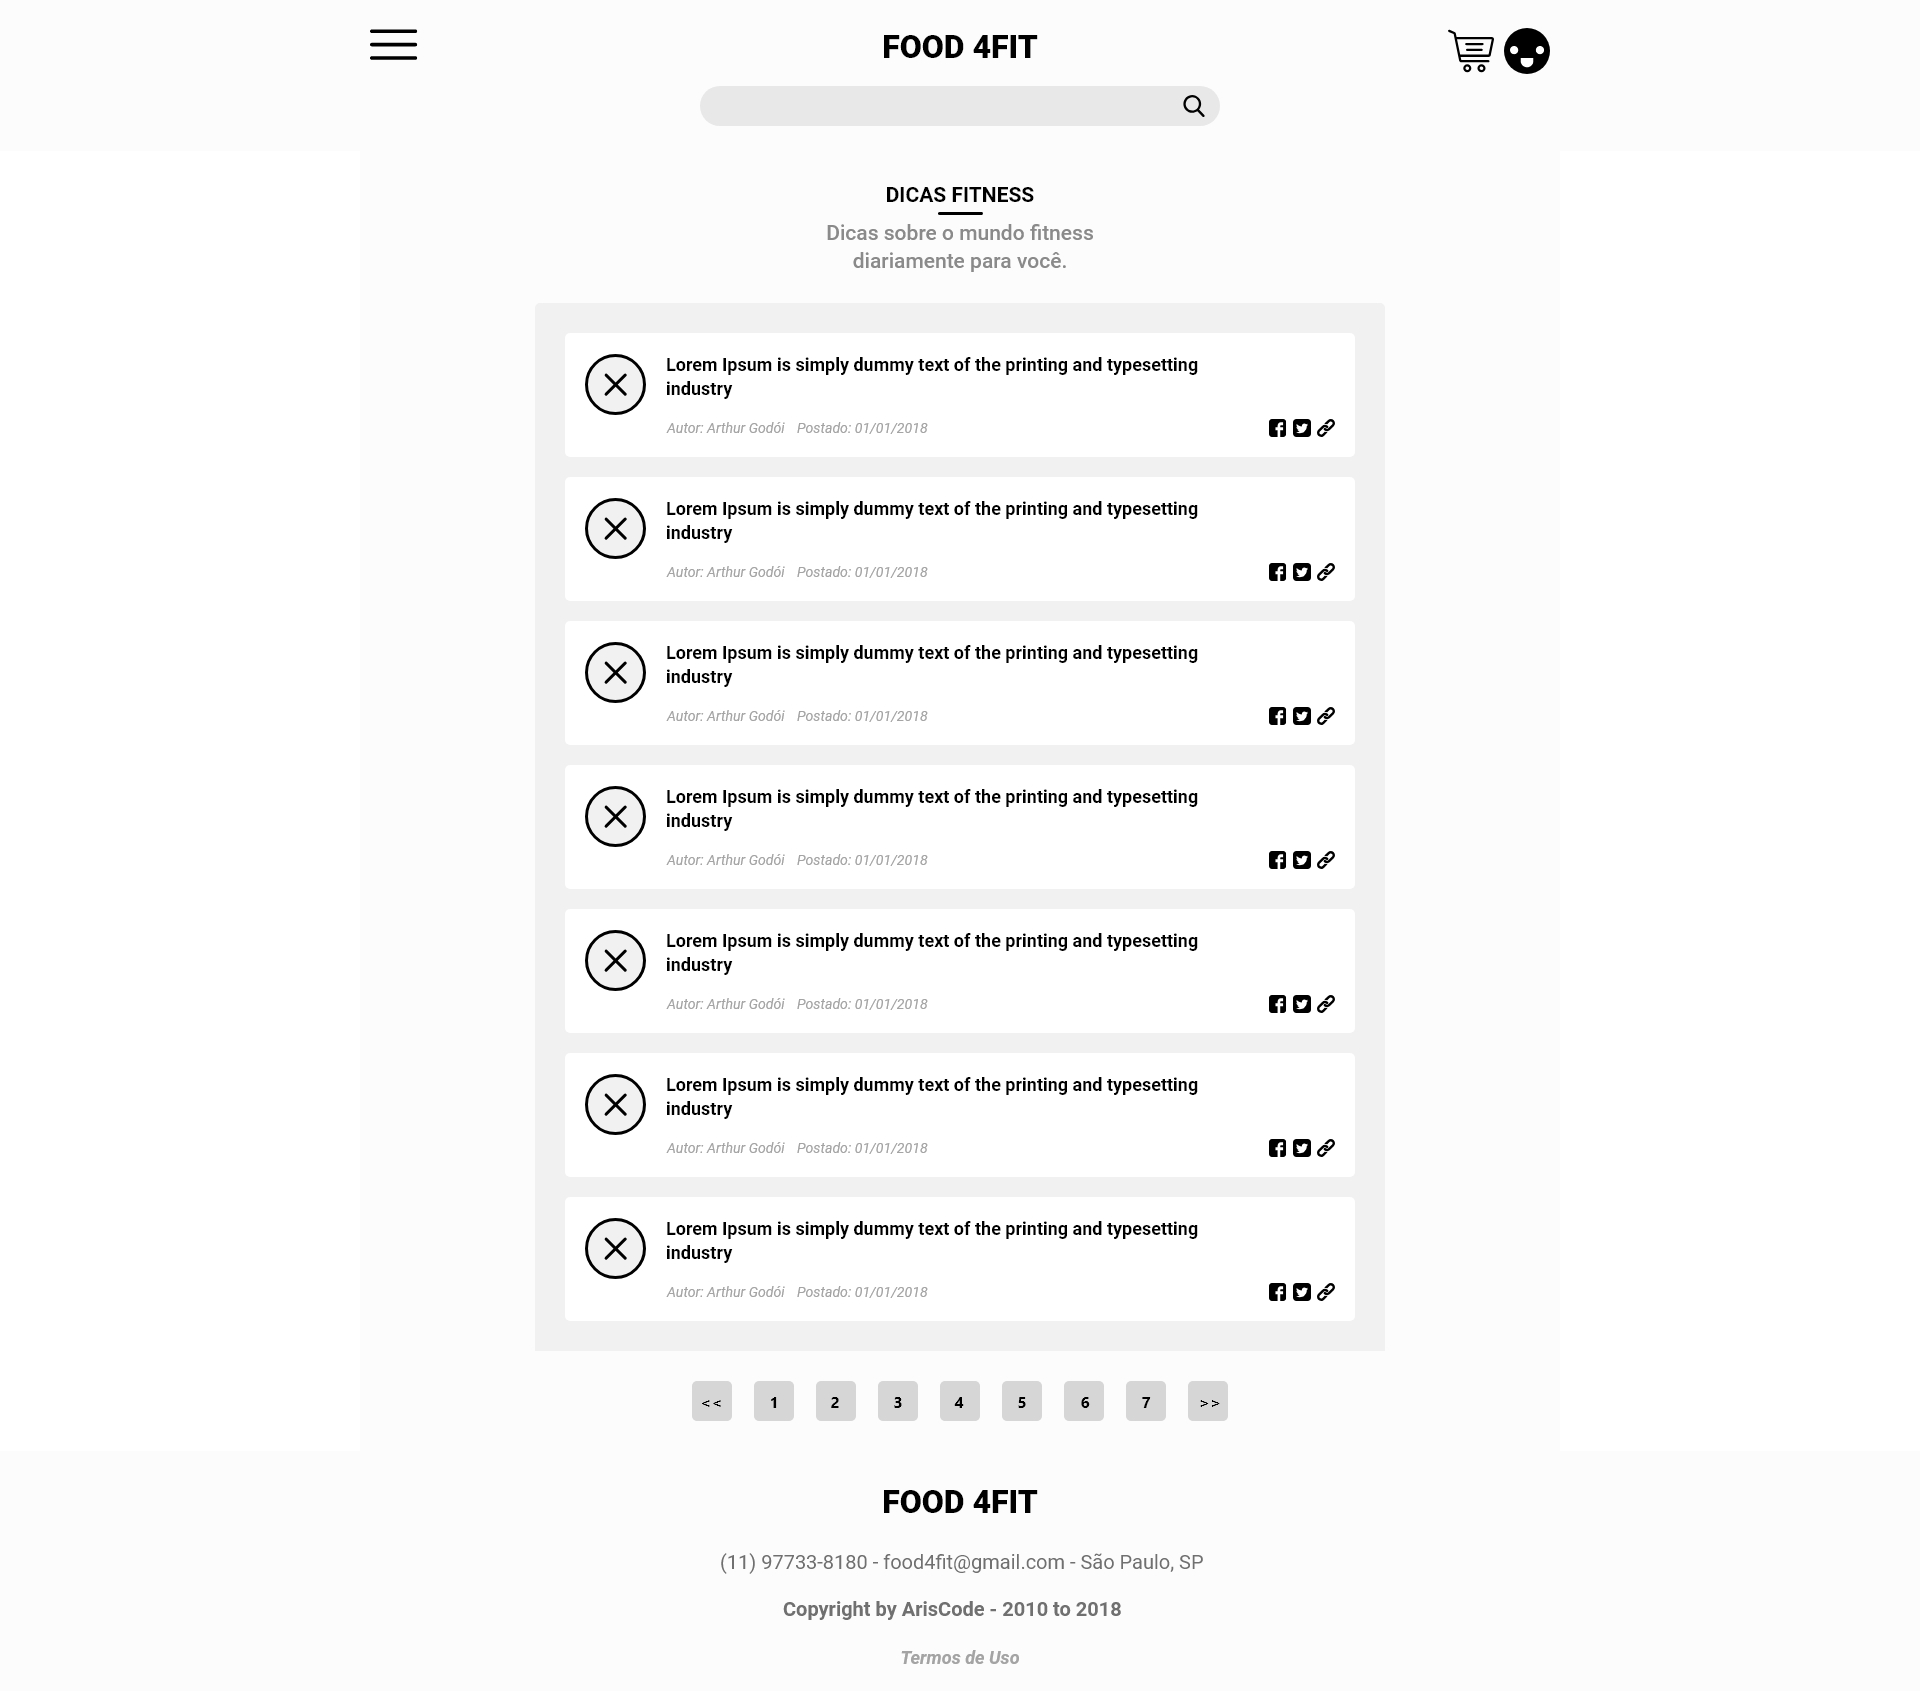 FOOD 4FIT
DICAS FITNESS
Dicas sobre o mundo fitness
diariamente para você.
Lorem Ipsum is simply dummy text of the printing and typesetting
industry
Autor: Arthur Godói Postado: 01/01/2018
Lorem Ipsum is simply dummy text of the printing and typesetting
industry
Autor: Arthur Godói Postado: 01/01/2018
Lorem Ipsum is simply dummy text of the printing and typesetting
industry
Autor: Arthur Godói Postado: 01/01/2018
Lorem Ipsum is simply dummy text of the printing and typesetting
industry
Autor: Arthur Godói Postado: 01/01/2018
Lorem Ipsum is simply dummy text of the printing and typesetting
industry
Autor: Arthur Godói Postado: 01/01/2018
Lorem Ipsum is simply dummy text of the printing and typesetting
industry
Autor: Arthur Godói Postado: 01/01/2018
Lorem Ipsum is simply dummy text of the printing and typesetting
industry
Autor: Arthur Godói Postado: 01/01/2018
<< 1 2 3 4 5 6 7 >>
FOOD 4FIT
(11) 97733-8180 - food4fit@gmail.com - São Paulo, SP
Copyright by ArisCode - 2010 to 2018
Termos de Uso